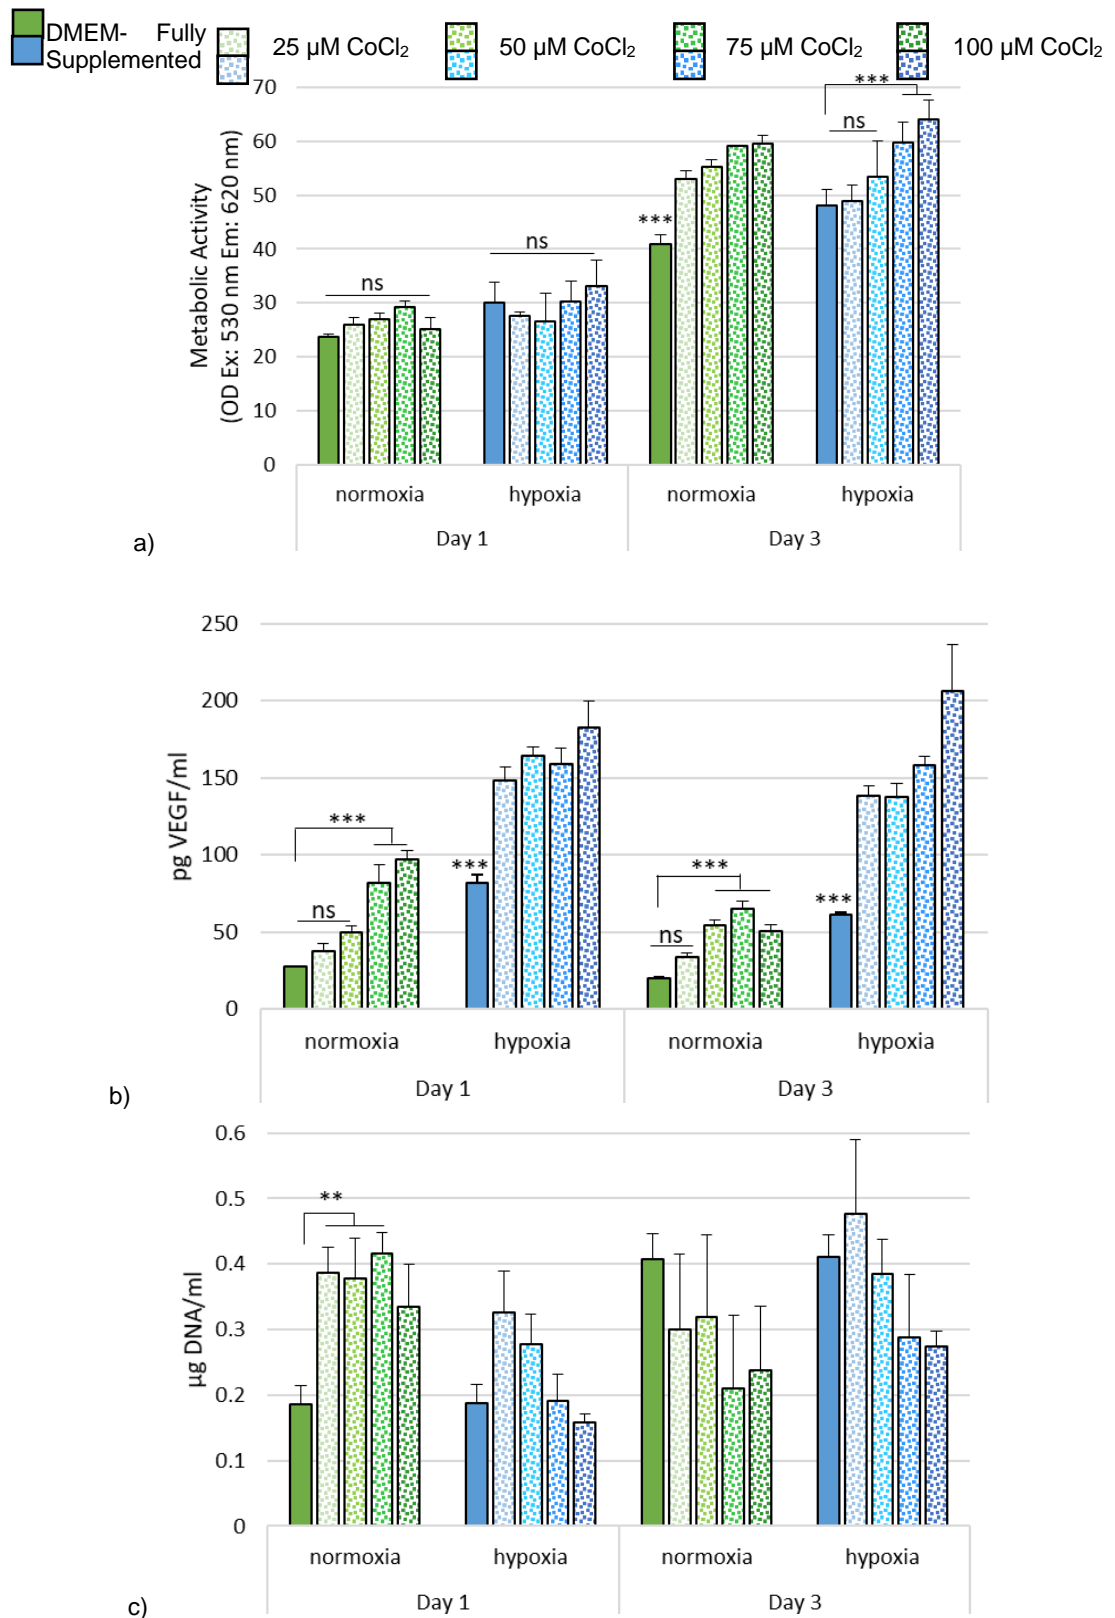 DMEM- Fully Supplemented
25 µM CoCl₂
50 µM CoCl₂
75 µM CoCl₂
100 µM CoCl₂
Metabolic Activity
(OD Ex: 530 nm Em: 620 nm)
70
60
50
40
30
20
10
0
ns
ns
***
ns
***
normoxia
hypoxia
normoxia
hypoxia
Day 1
Day 3
a)
pg VEGF/ml
250
200
150
100
50
0
***
ns
***
***
ns
***
normoxia
hypoxia
normoxia
hypoxia
Day 1
Day 3
b)
µg DNA/ml
0.6
0.5
0.4
0.3
0.2
0.1
0
**
normoxia
hypoxia
normoxia
hypoxia
Day 1
Day 3
c)